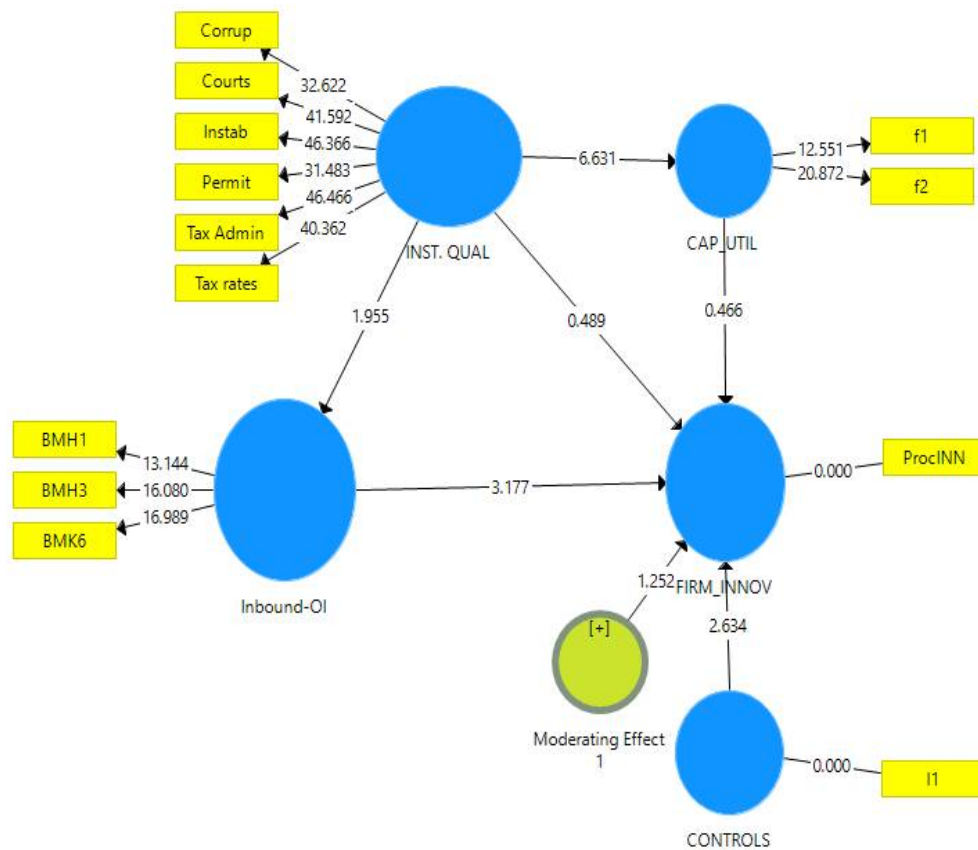 Corrup
32.622
Courts
41.592
Instab
46.366
Permit
31.483
Tax Admin
46.466
Tax rates
40.362
INST. QUAL
6.631
f1
12.551
f2
20.872
CAP_UTIL
1.955
0.489
0.466
BMH1
13.144
BMH3
16.080
BMK6
16.989
Inbound-OI
3.177
ProcINN
0.000
FIRM_INNOV
1.252
[+]
Moderating Effect
1
2.634
0.000
I1
CONTROLS